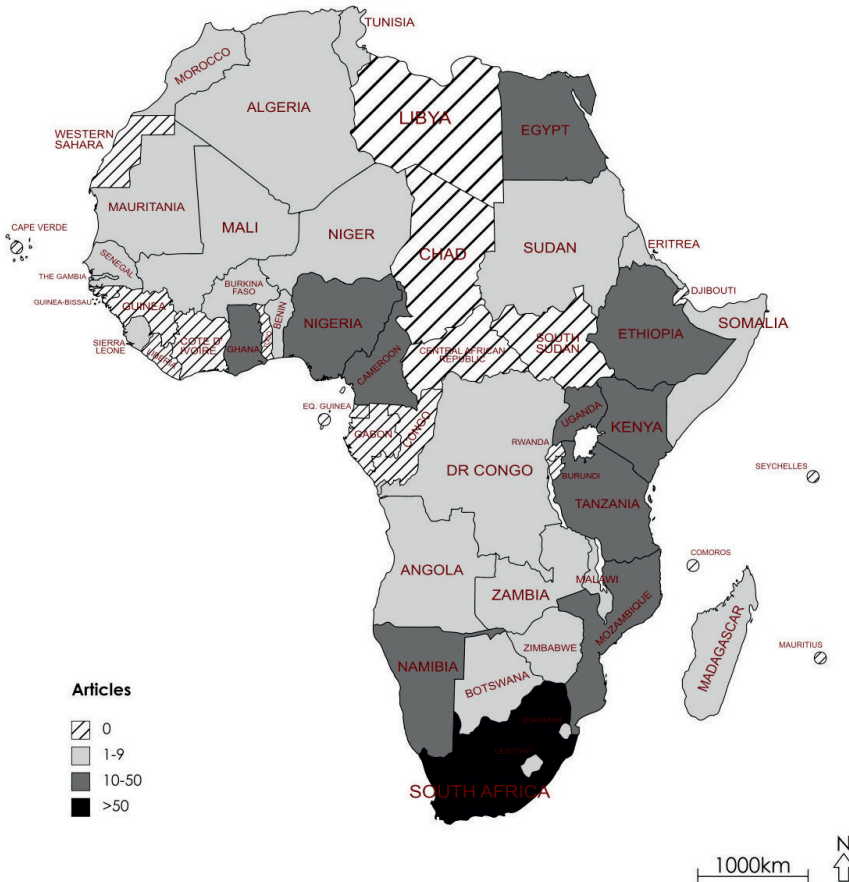 TUNISIA
MOROCCO
ALGERIA
LIBYA
EGYPT
WESTERN
SAHARA
MAURITANIA
MALI
NIGER
CHAD
SUDAN
ERITREA
CAPE VERDE
SENEGAL
THE GAMBIA
GUINEA-BISSAU
GUINEA
BURKINA
FASO
BENIN
NIGERIA
DJIBOUTI
SOMALIA
ETHIOPIA
SIERRA
LEONE
LIBERIA
COTE D'
IVOIRE
GHANA
TOGO
CAMEROON
CENTRAL AFRICAN
REPUBLIC
SOUTH
SUDAN
EQ. GUINEA
GABON
CONGO
UGANDA
KENYA
RWANDA
BURUNDI
DR CONGO
TANZANIA
SEYCHELLES
COMOROS
ANGOLA
ZAMBIA
MALAWI
MOZAMBIQUE
MADAGASCAR
MAURITIUS
NAMIBIA
ZIMBABWE
BOTSWANA
ESWATINI
LESOTHO
SOUTH AFRICA
Articles
0
1-9
10-50
>50
1000km
N